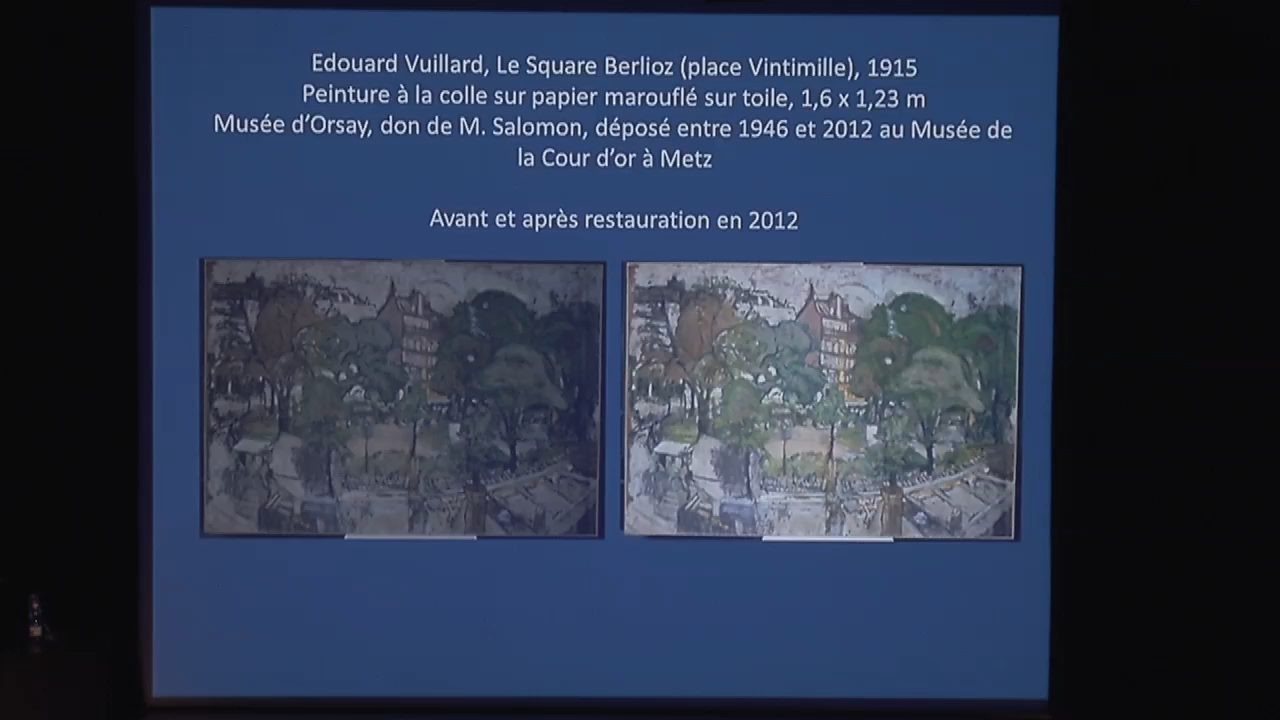 Edouard Vuillard, Le Square Berlioz (place Vintimille), 1915
Peinture à la colle sur papier marouflé sur toile, 1,6 x 1,23 m
Musée d'Orsay, don de M. Salomon, déposé entre 1946 et 2012 au Musée de
la Cour d'or à Metz
Avant et après restauration en 2012